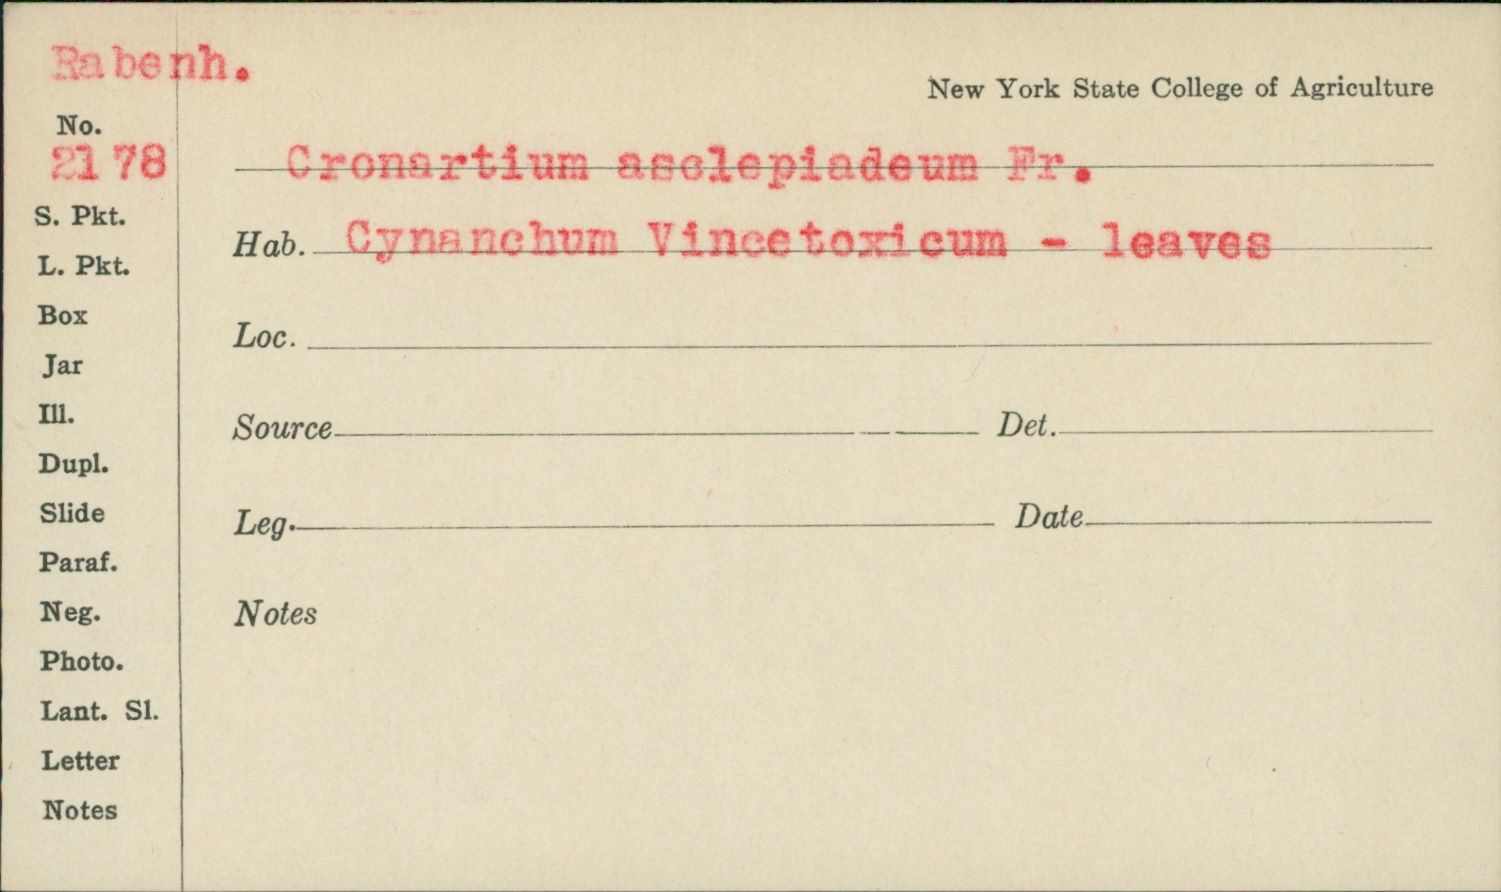 Rabenh.
New York State College of Agriculture
No.
2178
Cronartium asclepiadeum Fr.
S. Pkt.
Hab. Cynanchum Vincetoxicum - leaves
L. Pkt.
Box
Loc.
Jar
Ill.
Source Det.
Dupl.
Slide
Leg. Date
Paraf.
Neg.
Notes
Photo.
Lant. Sl.
Letter
Notes